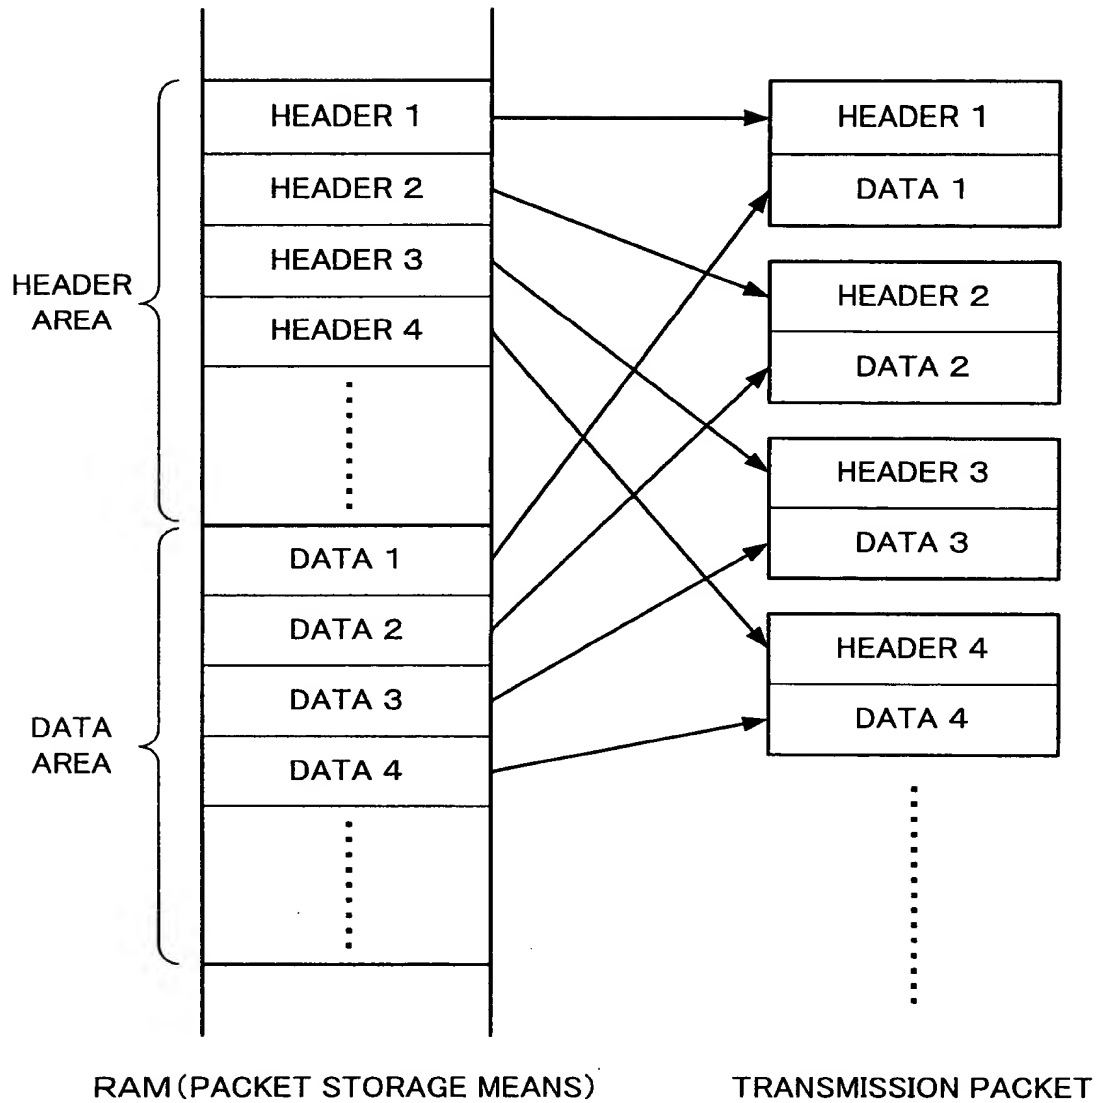 HEADER 1
HEADER 2
HEADER 3
HEADER 4
HEADER
AREA
DATA 1
DATA 2
DATA 3
DATA 4
DATA
AREA
RAM (PACKET STORAGE MEANS)
HEADER 1
DATA 1
HEADER 2
DATA 2
HEADER 3
DATA 3
HEADER 4
DATA 4
TRANSMISSION PACKET